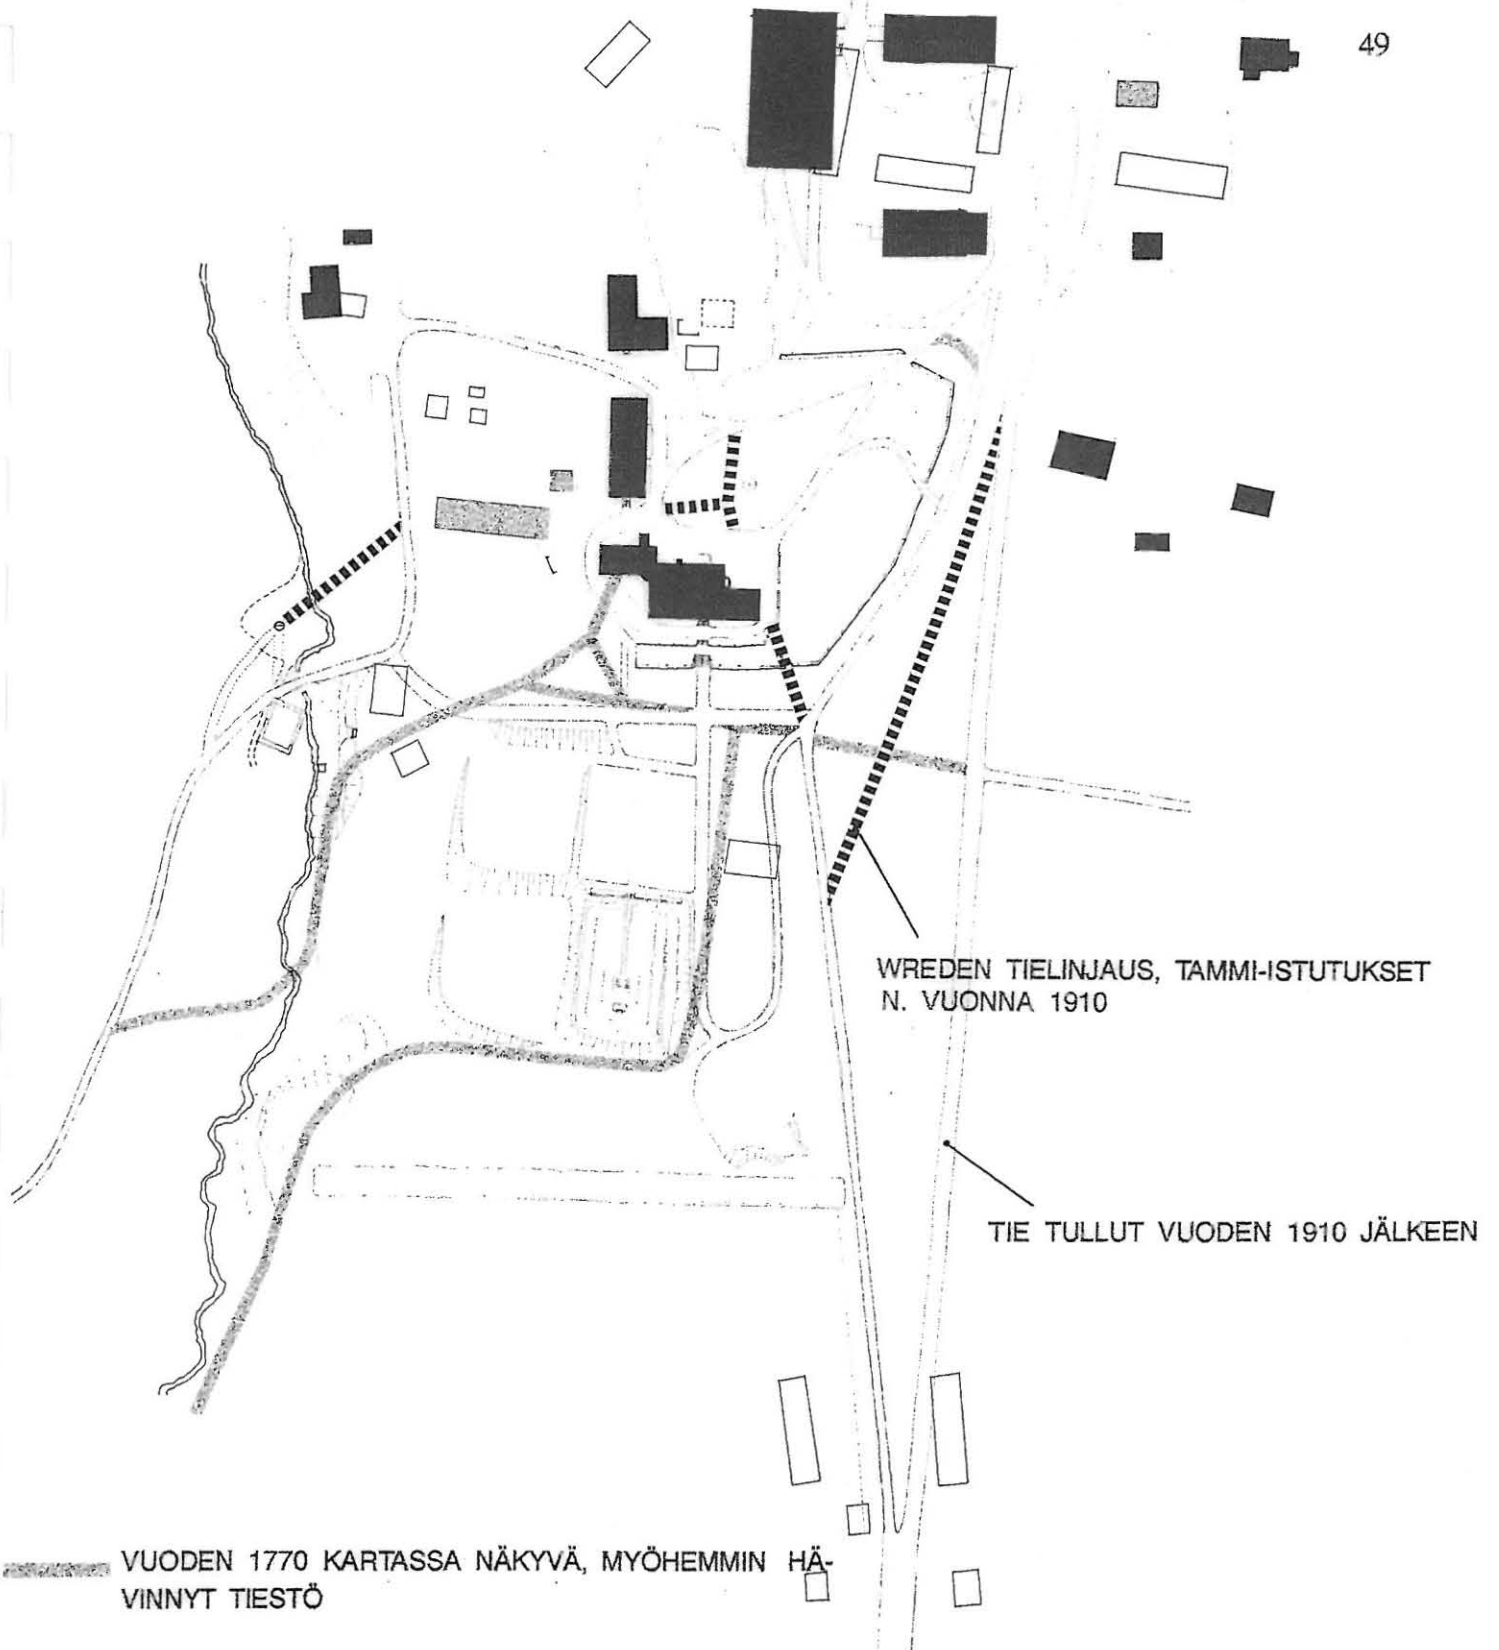 49
WREDEN TIELINJAUS, TAMMI-ISTUTUKSET
N. VUONNA 1910
TIE TULLUT VUODEN 1910 JÄLKEEN
VUODEN 1770 KARTASSA NÄKYVÄ, MYÖHEMMIN HÄ-
VINNYT TIESTÖ